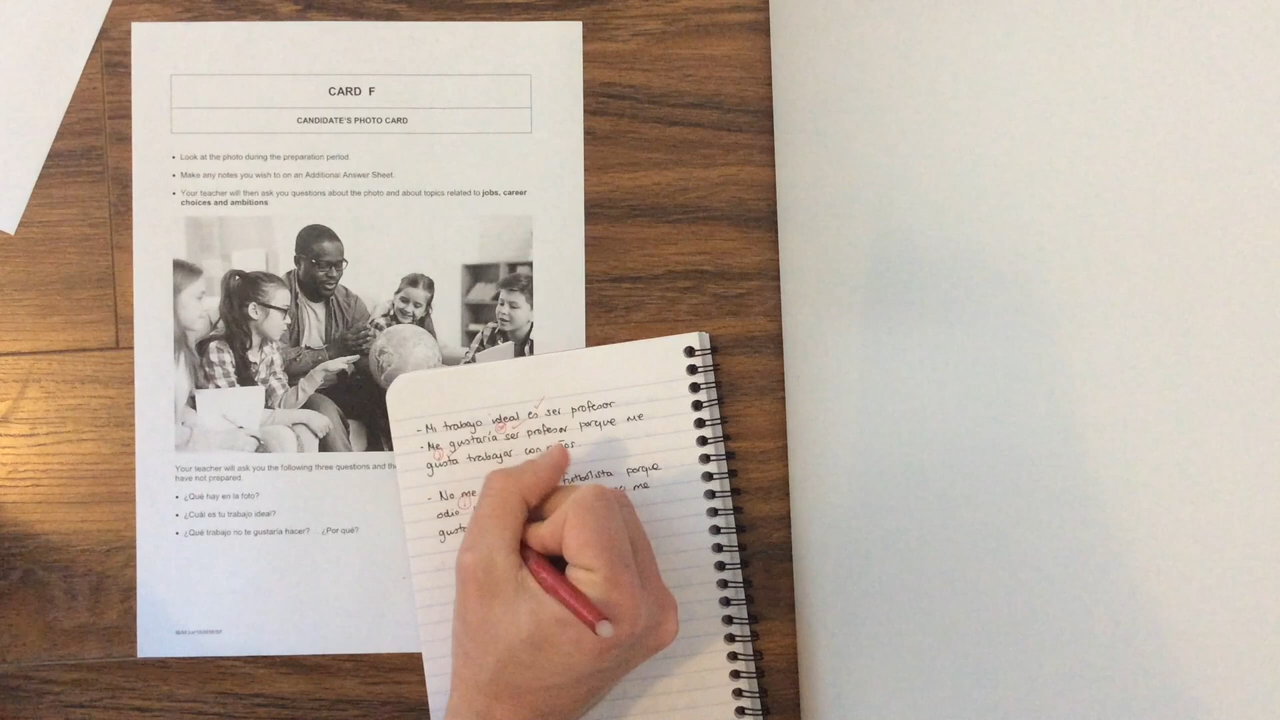 CARD F
CANDIDATE'S PHOTO CARD
• Look at the photo during the preparation period
• Make any notes you wish to on an Additional Answer Sheet.
• Your teacher will then ask you questions about the photo and about topics related to jobs, career
choices and ambitions
Your teacher will ask you the following three questions and
have not prepared
• ¿Qué hay en la foto?
• ¿Cuál es tu trabajo ideal?
• ¿Qué trabajo no te gustaría hacer? ¿Por qué?
- Mi trabajo ideal es ser profesor
- Me gustaría ser profesor porque me
gusta trabajar con
- No me futbolista porque
odio me